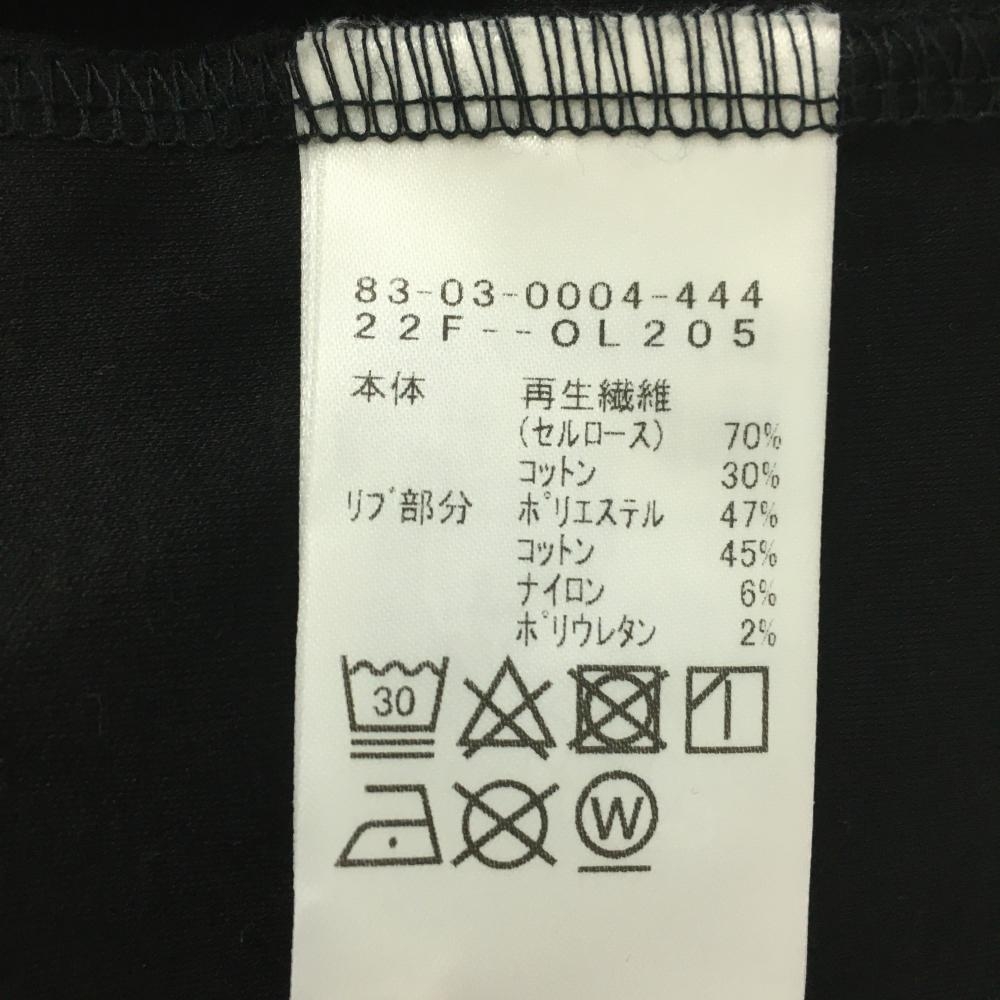 83-03-0004-444
22F--OL205
本体 再生繊維
(セルロース) 70%
コットン 30%
リブ部分 ポリエステル 47%
コットン 45%
ナイロン 6%
ポリウレタン 2%
30
W